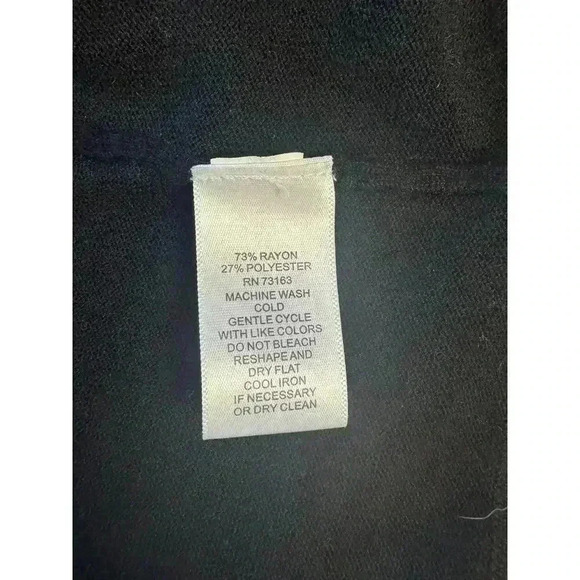 73% RAYON
27% POLYESTER
RN 73163
MACHINE WASH
COLD
GENTLE CYCLE
WITH LIKE COLORS
DO NOT BLEACH
RESHAPE AND
DRY FLAT
COOL IRON
IF NECESSARY
OR DRY CLEAN